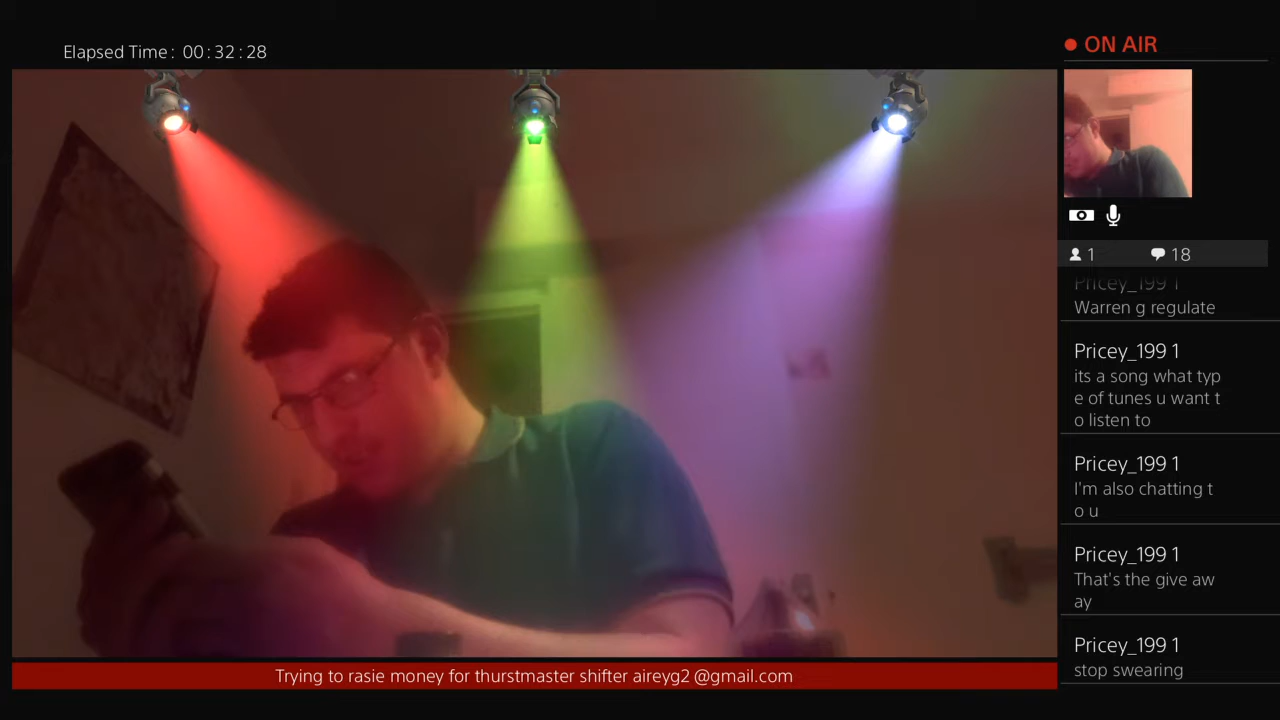 Elapsed Time: 00:32:28
ON AIR
1
18
Pricey_199 1
Warren g regulate
Pricey_199 1
its a song what typ
e of tunes u want t
o listen to
Pricey_199 1
I'm also chatting t
o u
Pricey_199 1
That's the give aw
ay
Pricey_199 1
stop swearing
Trying to rasie money for thurstmaster shifter aireyg2 @gmail.com